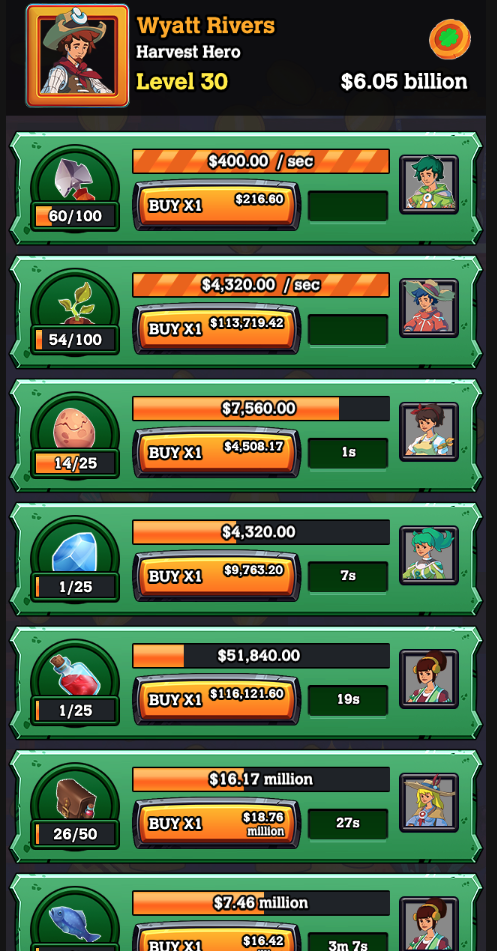 Wyatt Rivers
Harvest Hero
Level 30
$6.05 billion
$400.00 / sec
60/100
BUY X1
$216.60
$4,320.00 / sec
54/100
BUY X1
$113,719.42
$7,560.00
14/25
BUY X1
$4,508.17
1s
$4,320.00
1/25
BUY X1
$9,763.20
7s
$51,840.00
1/25
BUY X1
$116,121.60
19s
$16.17 million
26/50
BUY X1
$18.76
million
27s
$7.46 million
BUY X1
$16.42
3m 7s